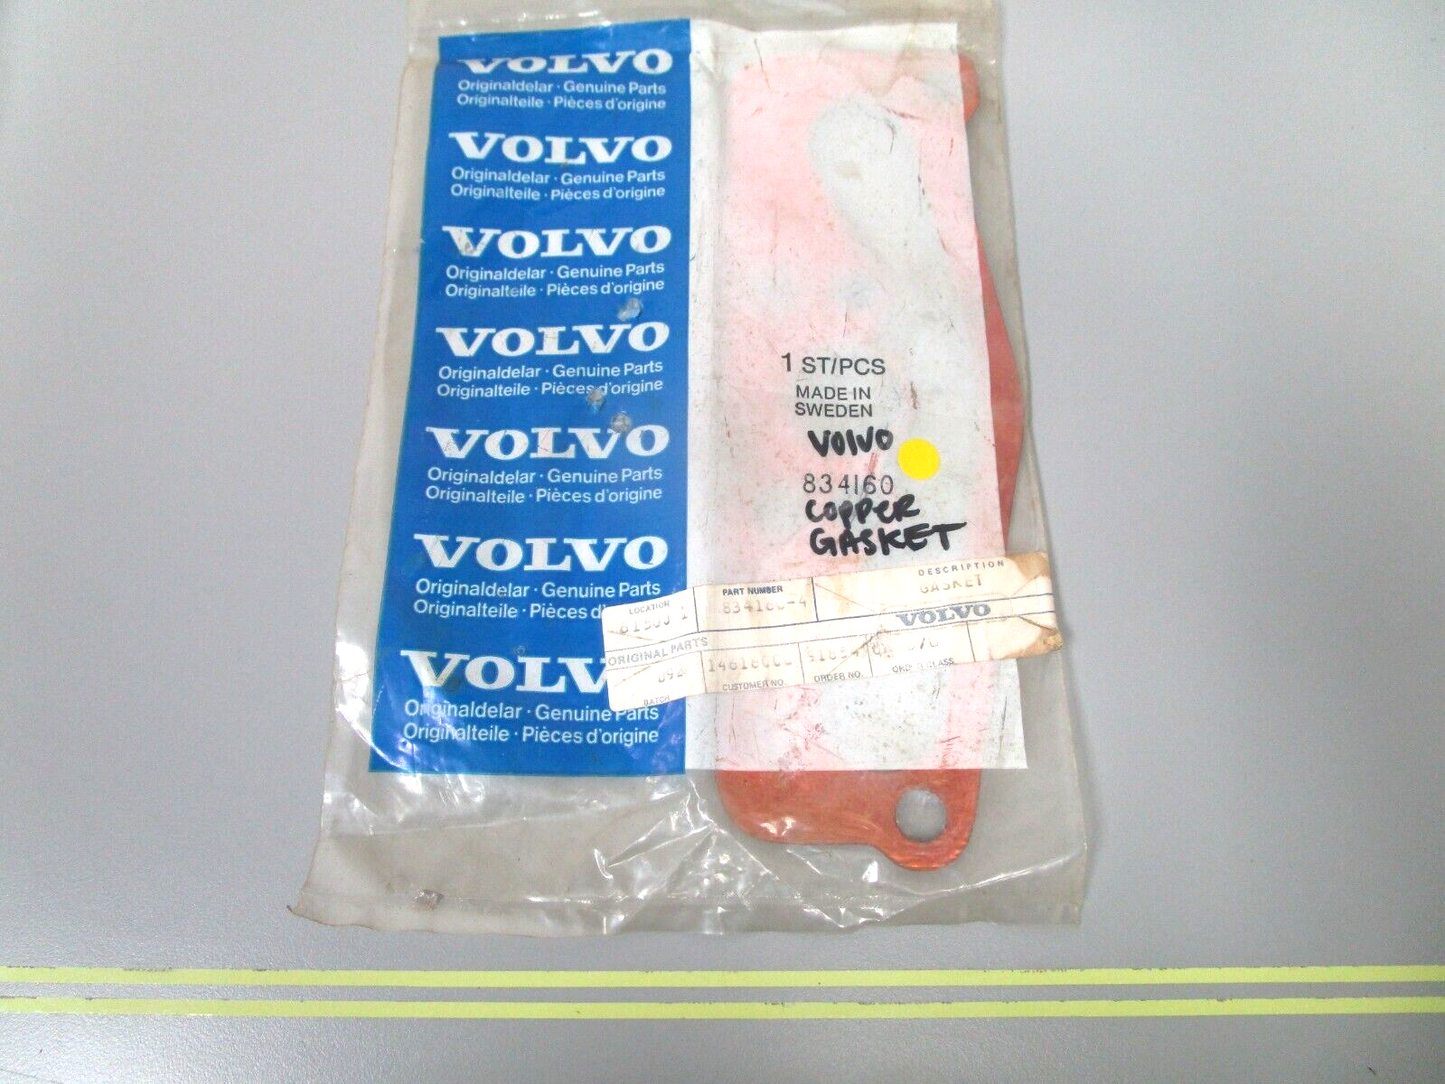 VOLVO
Originaldelar · Genuine Parts
Originalteile · Pièces d'origine
VOLVO
Originaldelar · Genuine Parts
Originalteile · Pièces d'origine
VOLVO
Originaldelar · Genuine Parts
Originalteile · Pièces d'origine
VOLVO
Originaldelar · Genuine Parts
Originalteile · Pièces d'origine
VOLVO
Originaldelar · Genuine Parts
Originalteile · Pièces d'origine
VOLVO
Originaldelar · Genuine Parts
Originalteile · Pièces
VOLV
Originaldelar · Genuine Parts
Originalteile · Pièces d'origine
1 ST/PCS
MADE IN
SWEDEN
VOLVO
834160
COPPER
GASKET
LOCATION
PART NUMBER
DESCRIPTION
GASKET
ORIGINAL PARTS
VOLVO
BATCH
CUSTOMER NO.
ORDER NO.